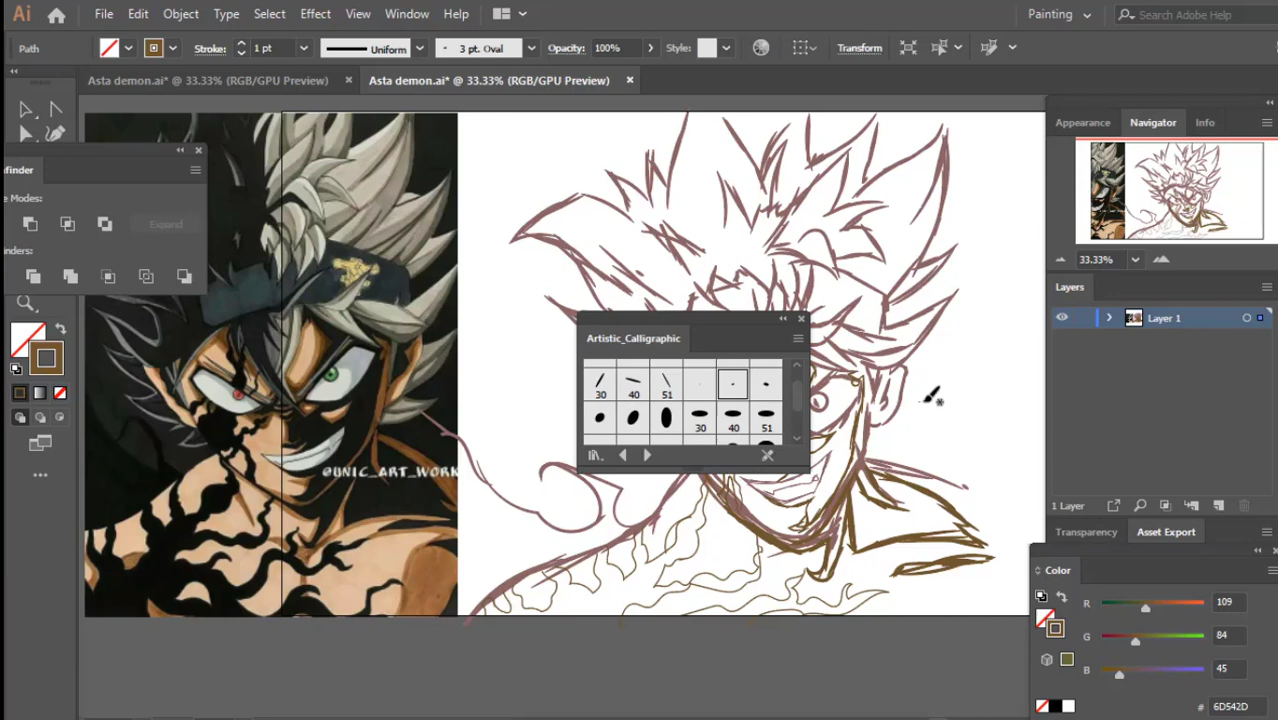 Ai File Edit Object Type Select Effect View Window Help Painting Search Adobe Help
Path Stroke: 1 pt Uniform 3 pt. Oval Opacity: 100% Style: Transform
Asta demon.ai* @ 33.33% (RGB/GPU Preview) Asta demon.ai* @ 33.33% (RGB/GPU Preview)
Appearance Navigator Info
finder
e Modes:
Expand
inders:
33.33%
Layers
Layer 1
Artistic_Calligraphic
30 40 51
30 40 51
@UNIC_ART_WORK
1 Layer
Transparency Asset Export
Color
R 109
G 84
B 45
# 6D542D